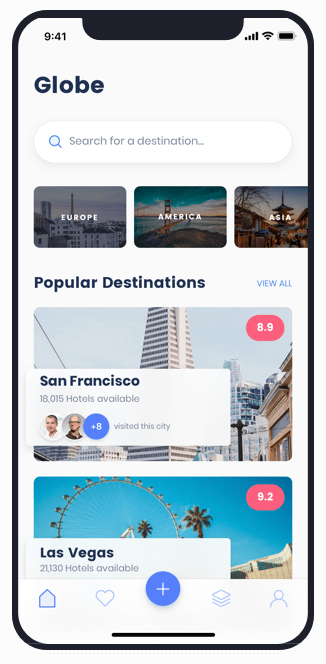 9:41
Globe
Search for a destination...
EUROPE
AMERICA
ASIA
Popular Destinations
VIEW ALL
8.9
San Francisco
18,015 Hotels available
+8
visited this city
9.2
Las Vegas
21,130 Hotels available